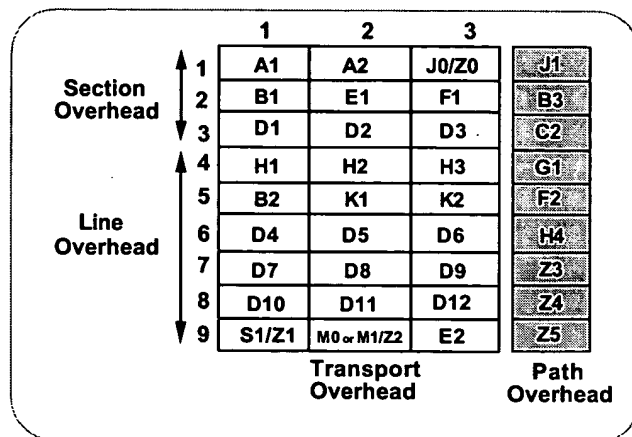 1 2 3
1 A1 A2 J0/Z0 J1
Section Overhead
2 B1 E1 F1 B3
3 D1 D2 D3 C2
4 H1 H2 H3 G1
5 B2 K1 K2 F2
Line Overhead
6 D4 D5 D6 H4
7 D7 D8 D9 Z3
8 D10 D11 D12 Z4
9 S1/Z1 M0 or M1/Z2 E2 Z5
Transport Overhead
Path Overhead